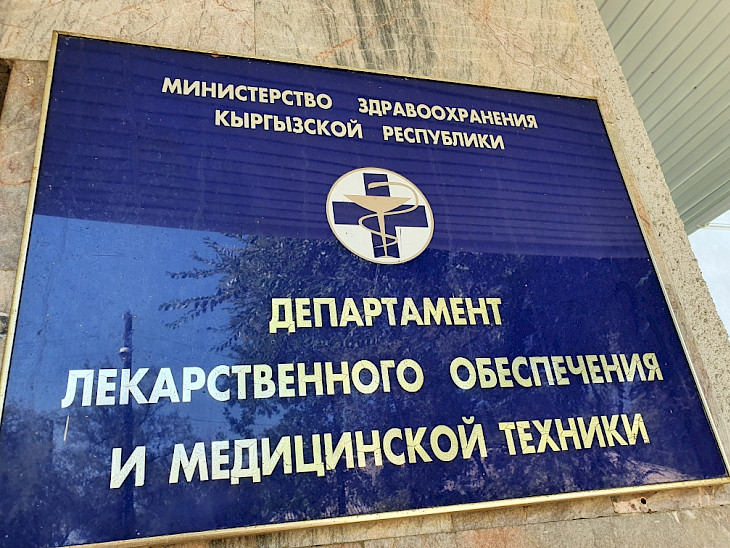 МИНИСТЕРСТВО ЗДРАВООХРАНЕНИЯ
КЫРГЫЗСКОЙ РЕСПУБЛИКИ
ДЕПАРТАМЕНТ
ЛЕКАРСТВЕННОГО ОБЕСПЕЧЕНИЯ
И МЕДИЦИНСКОЙ ТЕХНИКИ